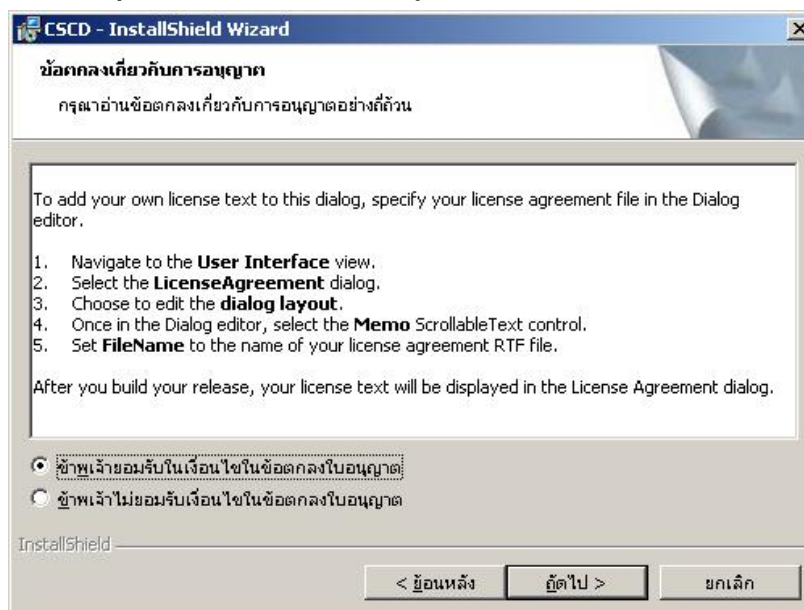 CSCD - InstallShield Wizard
ข้อตกลงเกี่ยวกับการอนุญาต
กรุณาอ่านข้อตกลงเกี่ยวกับการอนุญาตอย่างถี่ถ้วน
To add your own license text to this dialog, specify your license agreement file in the Dialog
editor.
1. Navigate to the User Interface view.
2. Select the LicenseAgreement dialog.
3. Choose to edit the dialog layout.
4. Once in the Dialog editor, select the Memo ScrollableText control.
5. Set FileName to the name of your license agreement RTF file.
After you build your release, your license text will be displayed in the License Agreement dialog.
ข้าพเจ้ายอมรับในเงื่อนไขในข้อตกลงใบอนุญาต
ข้าพเจ้าไม่ยอมรับเงื่อนไขในข้อตกลงใบอนุญาต
InstallShield
< ย้อนหลัง ถัดไป > ยกเลิก